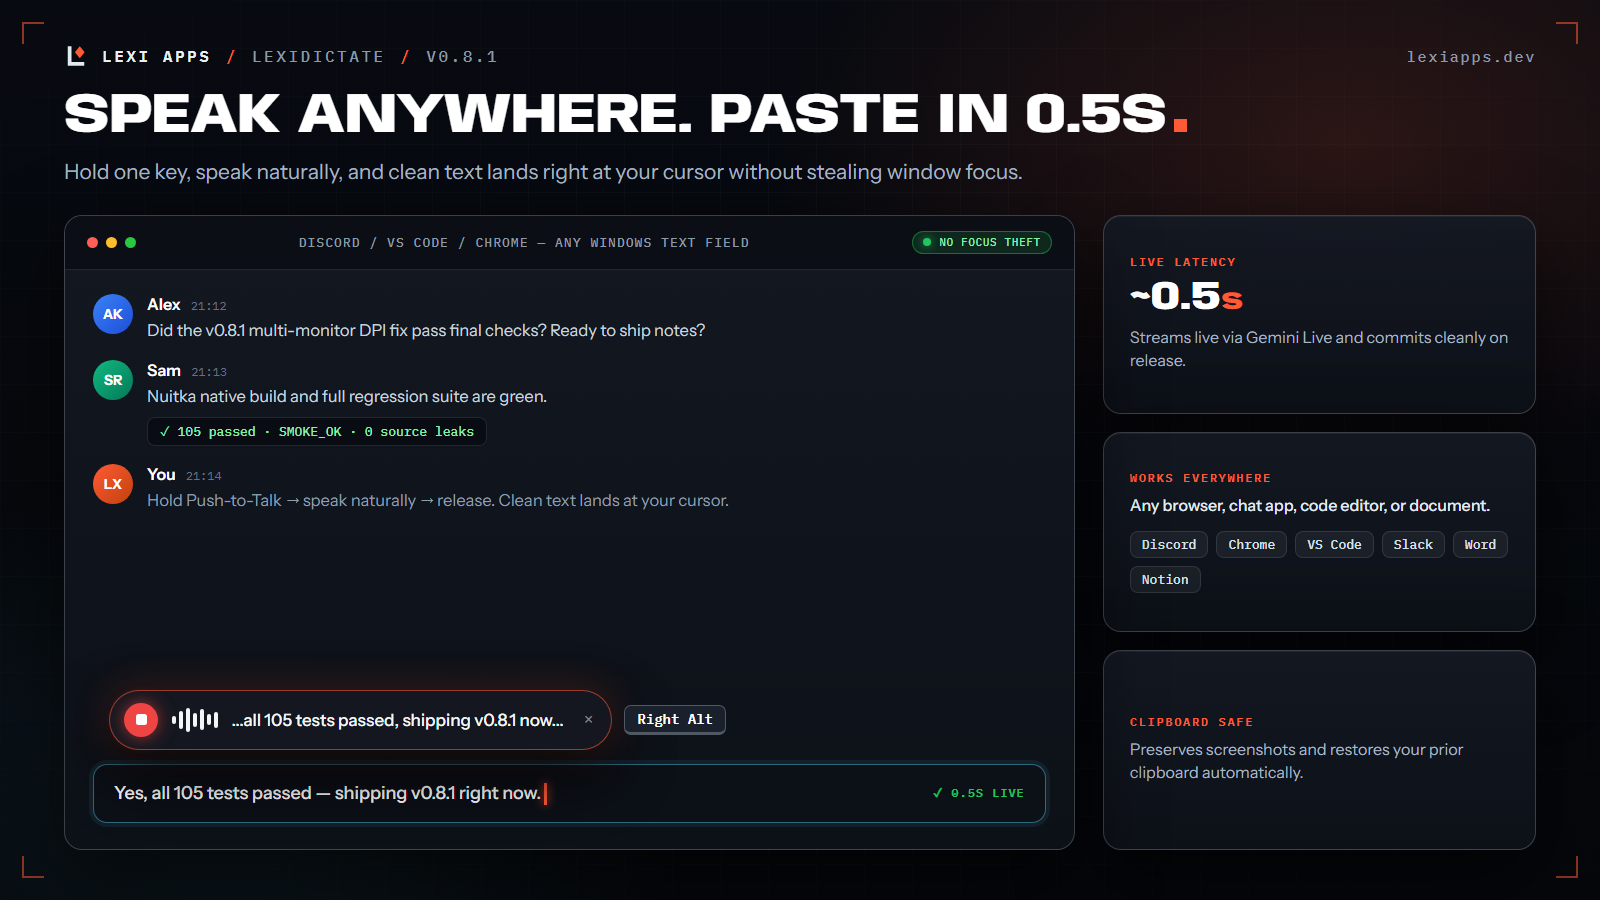 LEXI APPS / LEXIDICTATE / V0.8.1
lexiapps.dev
SPEAK ANYWHERE. PASTE IN 0.5S.
Hold one key, speak naturally, and clean text lands right at your cursor without stealing window focus.
DISCORD / VS CODE / CHROME — ANY WINDOWS TEXT FIELD
NO FOCUS THEFT
AK
Alex 21:12
Did the v0.8.1 multi-monitor DPI fix pass final checks? Ready to ship notes?
SR
Sam 21:13
Nuitka native build and full regression suite are green.
✓ 105 passed · SMOKE_OK · 0 source leaks
LX
You 21:14
Hold Push-to-Talk → speak naturally → release. Clean text lands at your cursor.
...all 105 tests passed, shipping v0.8.1 now... ×
Right Alt
Yes, all 105 tests passed — shipping v0.8.1 right now.
✓ 0.5S LIVE
LIVE LATENCY
~0.5s
Streams live via Gemini Live and commits cleanly on
release.
WORKS EVERYWHERE
Any browser, chat app, code editor, or document.
Discord Chrome VS Code Slack Word
Notion
CLIPBOARD SAFE
Preserves screenshots and restores your prior
clipboard automatically.